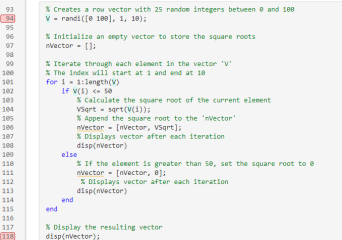 93 % Creates a row vector with 25 random integers between 0 and 100
94 V = randi([0 100], 1, 10);
95
96 % Initialize an empty vector to store the square roots
97 nVector = [];
98
99 % Iterate through each element in the vector 'V'
100 % The index will start at 1 and end at 10
101 for i = 1:length(V)
102 if V(i) <= 50
103 % Calculate the square root of the current element
104 VSqrt = sqrt(V(i));
105 % Append the square root to the 'nVector'
106 nVector = [nVector, VSqrt];
107 % Displays vector after each iteration
108 disp(nVector)
109 else
110 % If the element is greater than 50, set the square root to 0
111 nVector = [nVector, 0];
112 % Displays vector after each iteration
113 disp(nVector)
114 end
115 end
116
117 % Display the resulting vector
118 disp(nVector);